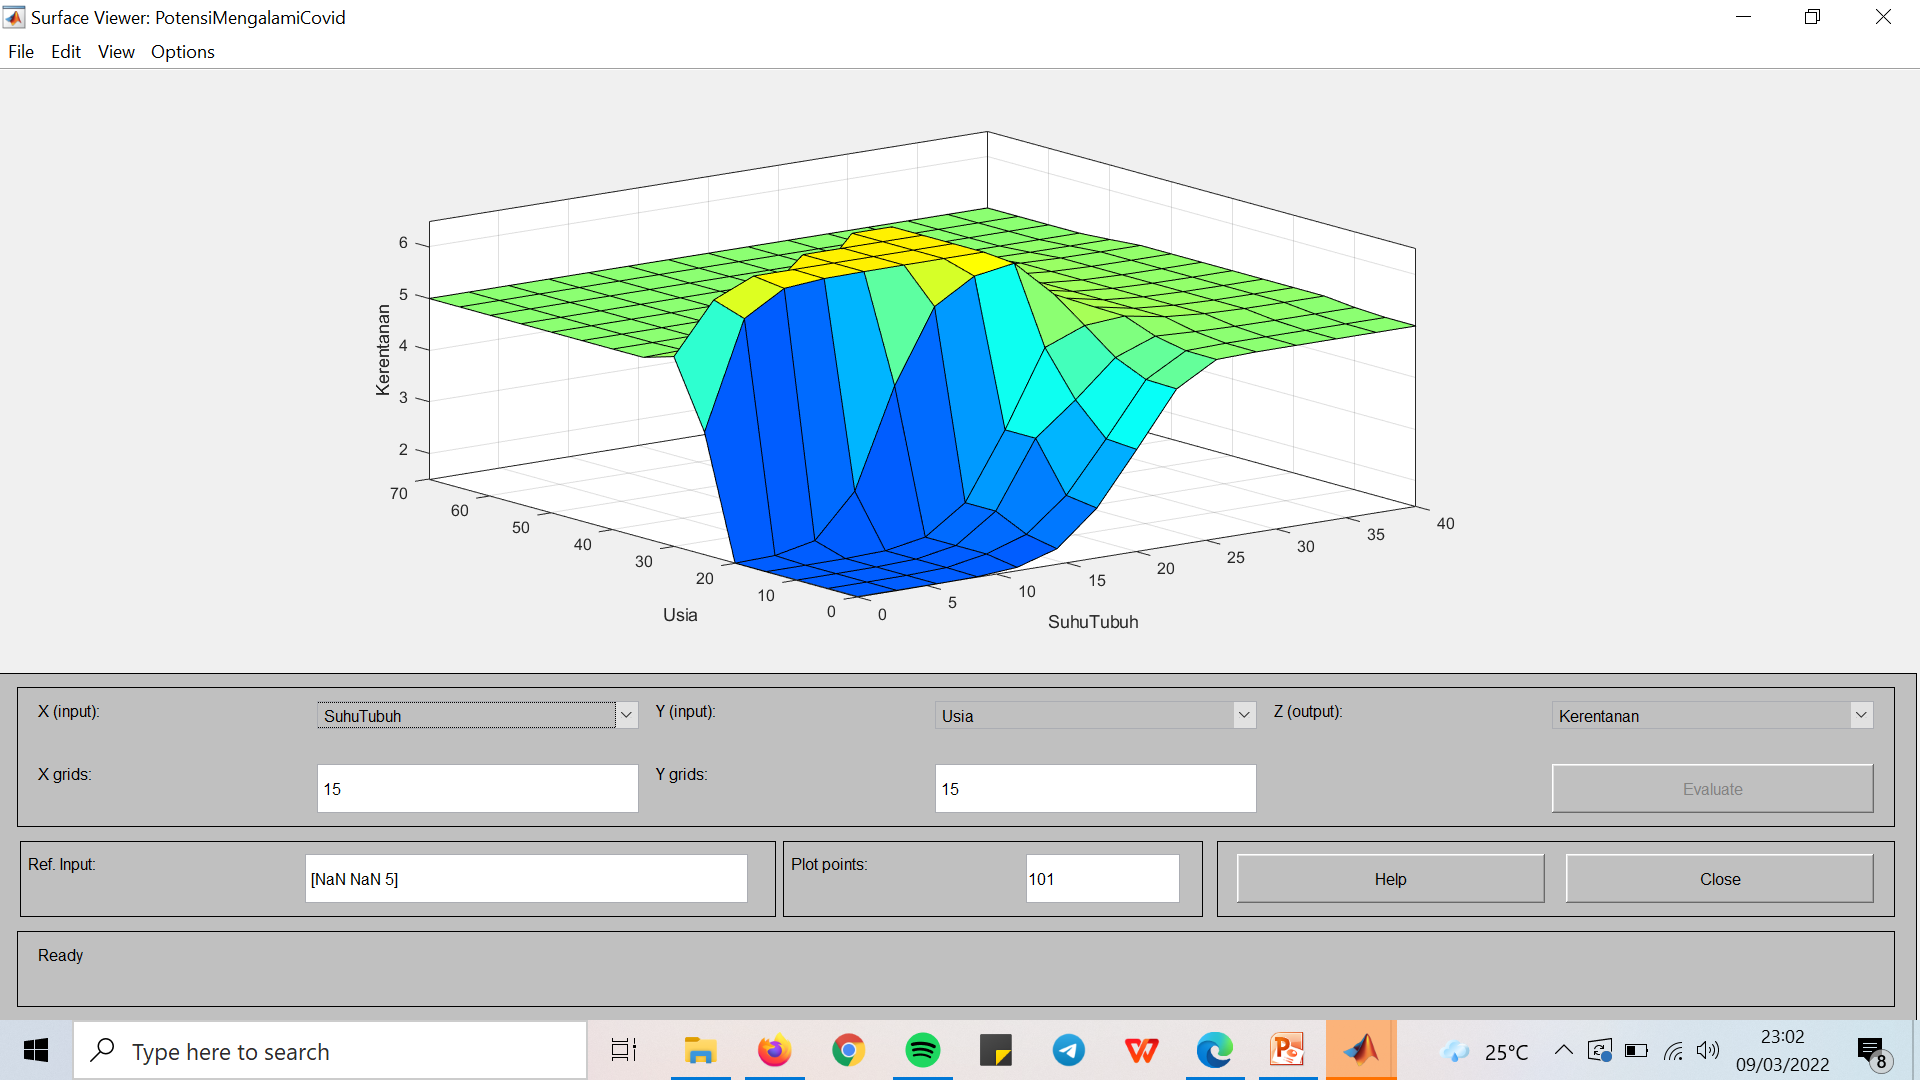 Surface Viewer: PotensiMengalamiCovid
File Edit View Options
6
5
4
3
2
Kerentanan
70
60
50
40
30
20
10
0
Usia
0
5
10
15
20
25
30
35
40
SuhuTubuh
X (input): SuhuTubuh Y (input): Usia Z (output): Kerentanan
X grids: 15 Y grids: 15 Evaluate
Ref. Input: [NaN NaN 5] Plot points: 101 Help Close
Ready
Type here to search
25°C
23:02
09/03/2022
8